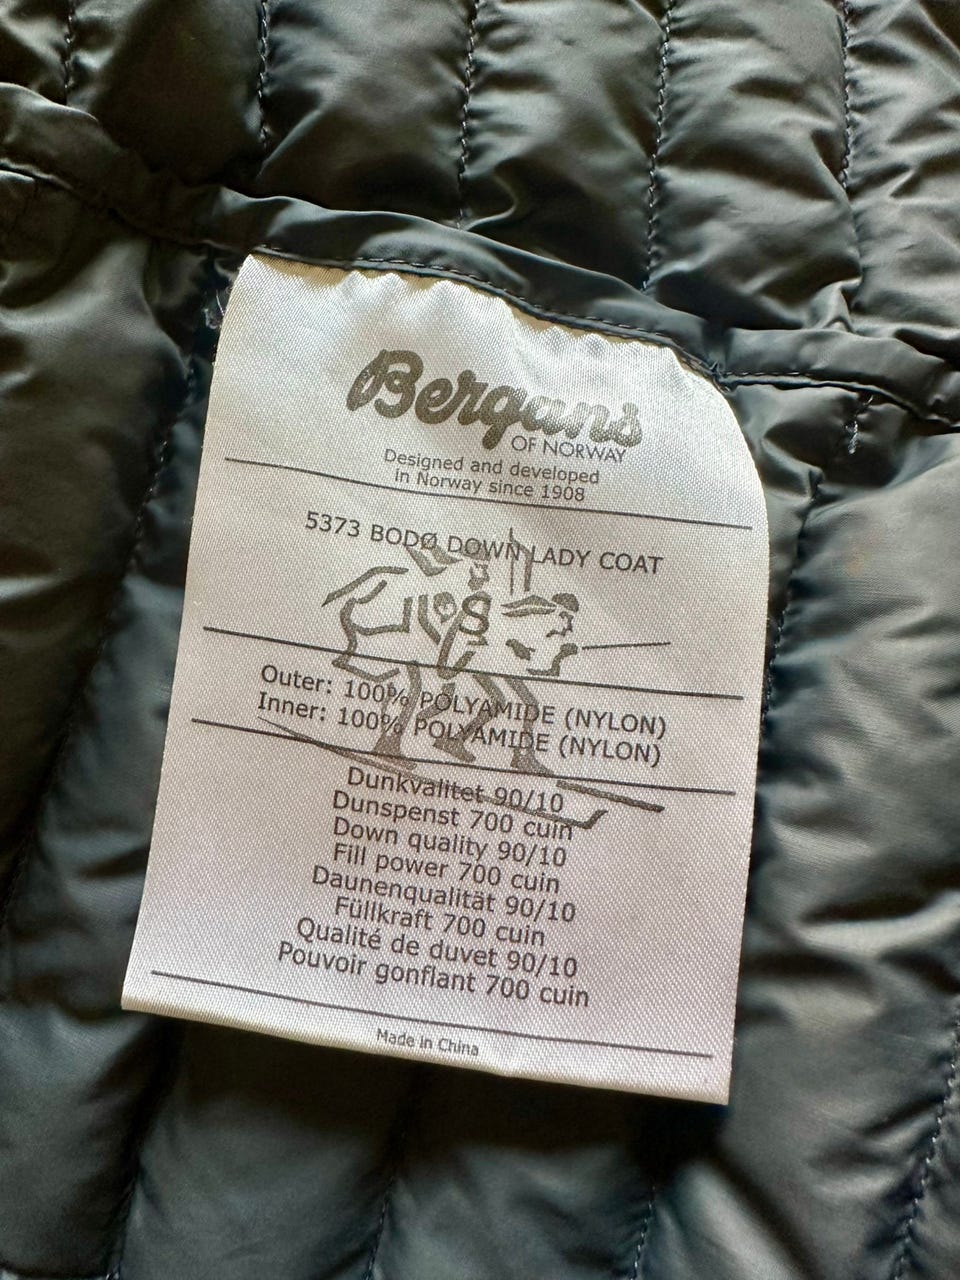 Bergans
OF NORWAY
Designed and developed
in Norway since 1908
5373 BODØ DOWN LADY COAT
Outer: 100% POLYAMIDE (NYLON)
Inner: 100% POLYAMIDE (NYLON)
Dunkvalitet 90/10
Dunspenst 700 cuin
Down quality 90/10
Fill power 700 cuin
Daunenqualität 90/10
Füllkraft 700 cuin
Qualité de duvet 90/10
Pouvoir gonflant 700 cuin
Made in China